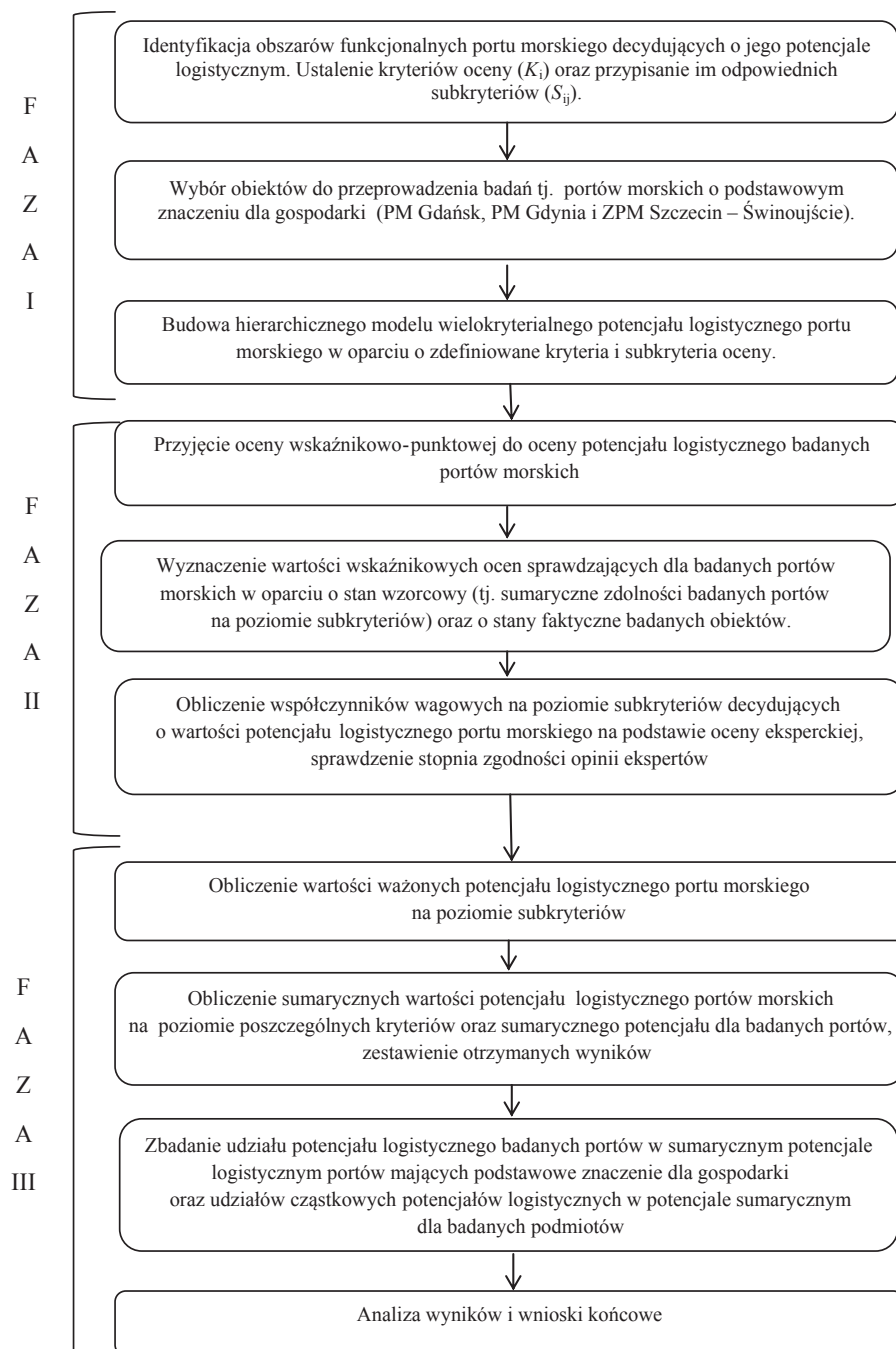 Identyfikacja obszarów funkcjonalnych portu morskiego decydujących o jego potencjale
logistycznym. Ustalenie kryteriów oceny (Ki) oraz przypisanie im odpowiednich
subkryteriów (Sij).
F
A
Z
A
I
Wybór obiektów do przeprowadzenia badań tj. portów morskich o podstawowym
znaczeniu dla gospodarki (PM Gdańsk, PM Gdynia i ZPM Szczecin – Świnoujście).
Budowa hierarchicznego modelu wielokryterialnego potencjału logistycznego portu
morskiego w oparciu o zdefiniowane kryteria i subkryteria oceny.
Przyjęcie oceny wskaźnikowo-punktowej do oceny potencjału logistycznego badanych
portów morskich
F
A
Z
A
II
Wyznaczenie wartości wskaźnikowych ocen sprawdzających dla badanych portów
morskich w oparciu o stan wzorcowy (tj. sumaryczne zdolności badanych portów
na poziomie subkryteriów) oraz o stany faktyczne badanych obiektów.
Obliczenie współczynników wagowych na poziomie subkryteriów decydujących
o wartości potencjału logistycznego portu morskiego na podstawie oceny eksperckiej,
sprawdzenie stopnia zgodności opinii ekspertów
Obliczenie wartości ważonych potencjału logistycznego portu morskiego
na poziomie subkryteriów
F
A
Z
A
III
Obliczenie sumarycznych wartości potencjału logistycznego portów morskich
na poziomie poszczególnych kryteriów oraz sumarycznego potencjału dla badanych portów,
zestawienie otrzymanych wyników
Zbadanie udziału potencjału logistycznego badanych portów w sumarycznym potencjale
logistycznym portów mających podstawowe znaczenie dla gospodarki
oraz udziałów cząstkowych potencjałów logistycznych w potencjale sumarycznym
dla badanych podmiotów
Analiza wyników i wnioski końcowe